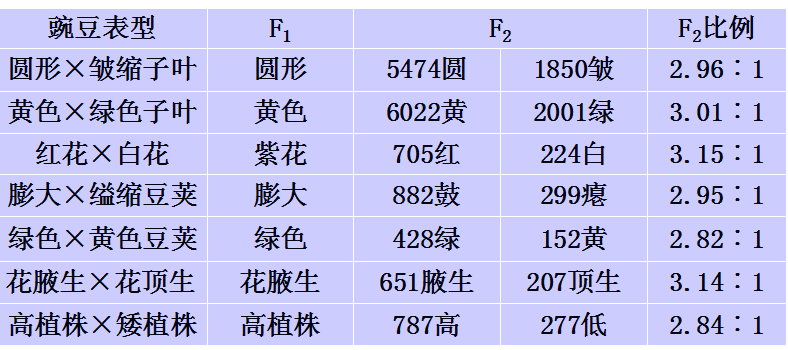 豌豆表型 F₁ F₂ F₂比例
圆形×皱缩子叶 圆形 5474圆 1850皱 2.96∶1
黄色×绿色子叶 黄色 6022黄 2001绿 3.01∶1
红花×白花 紫花 705红 224白 3.15∶1
膨大×缢缩豆荚 膨大 882鼓 299瘪 2.95∶1
绿色×黄色豆荚 绿色 428绿 152黄 2.82∶1
花腋生×花顶生 花腋生 651腋生 207顶生 3.14∶1
高植株×矮植株 高植株 787高 277低 2.84∶1